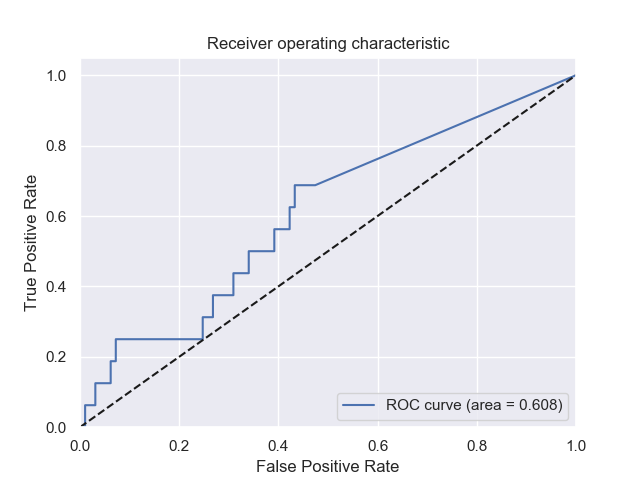 Receiver operating characteristic
True Positive Rate
1.0
0.8
0.6
0.4
0.2
0.0
0.0 0.2 0.4 0.6 0.8 1.0
False Positive Rate
ROC curve (area = 0.608)